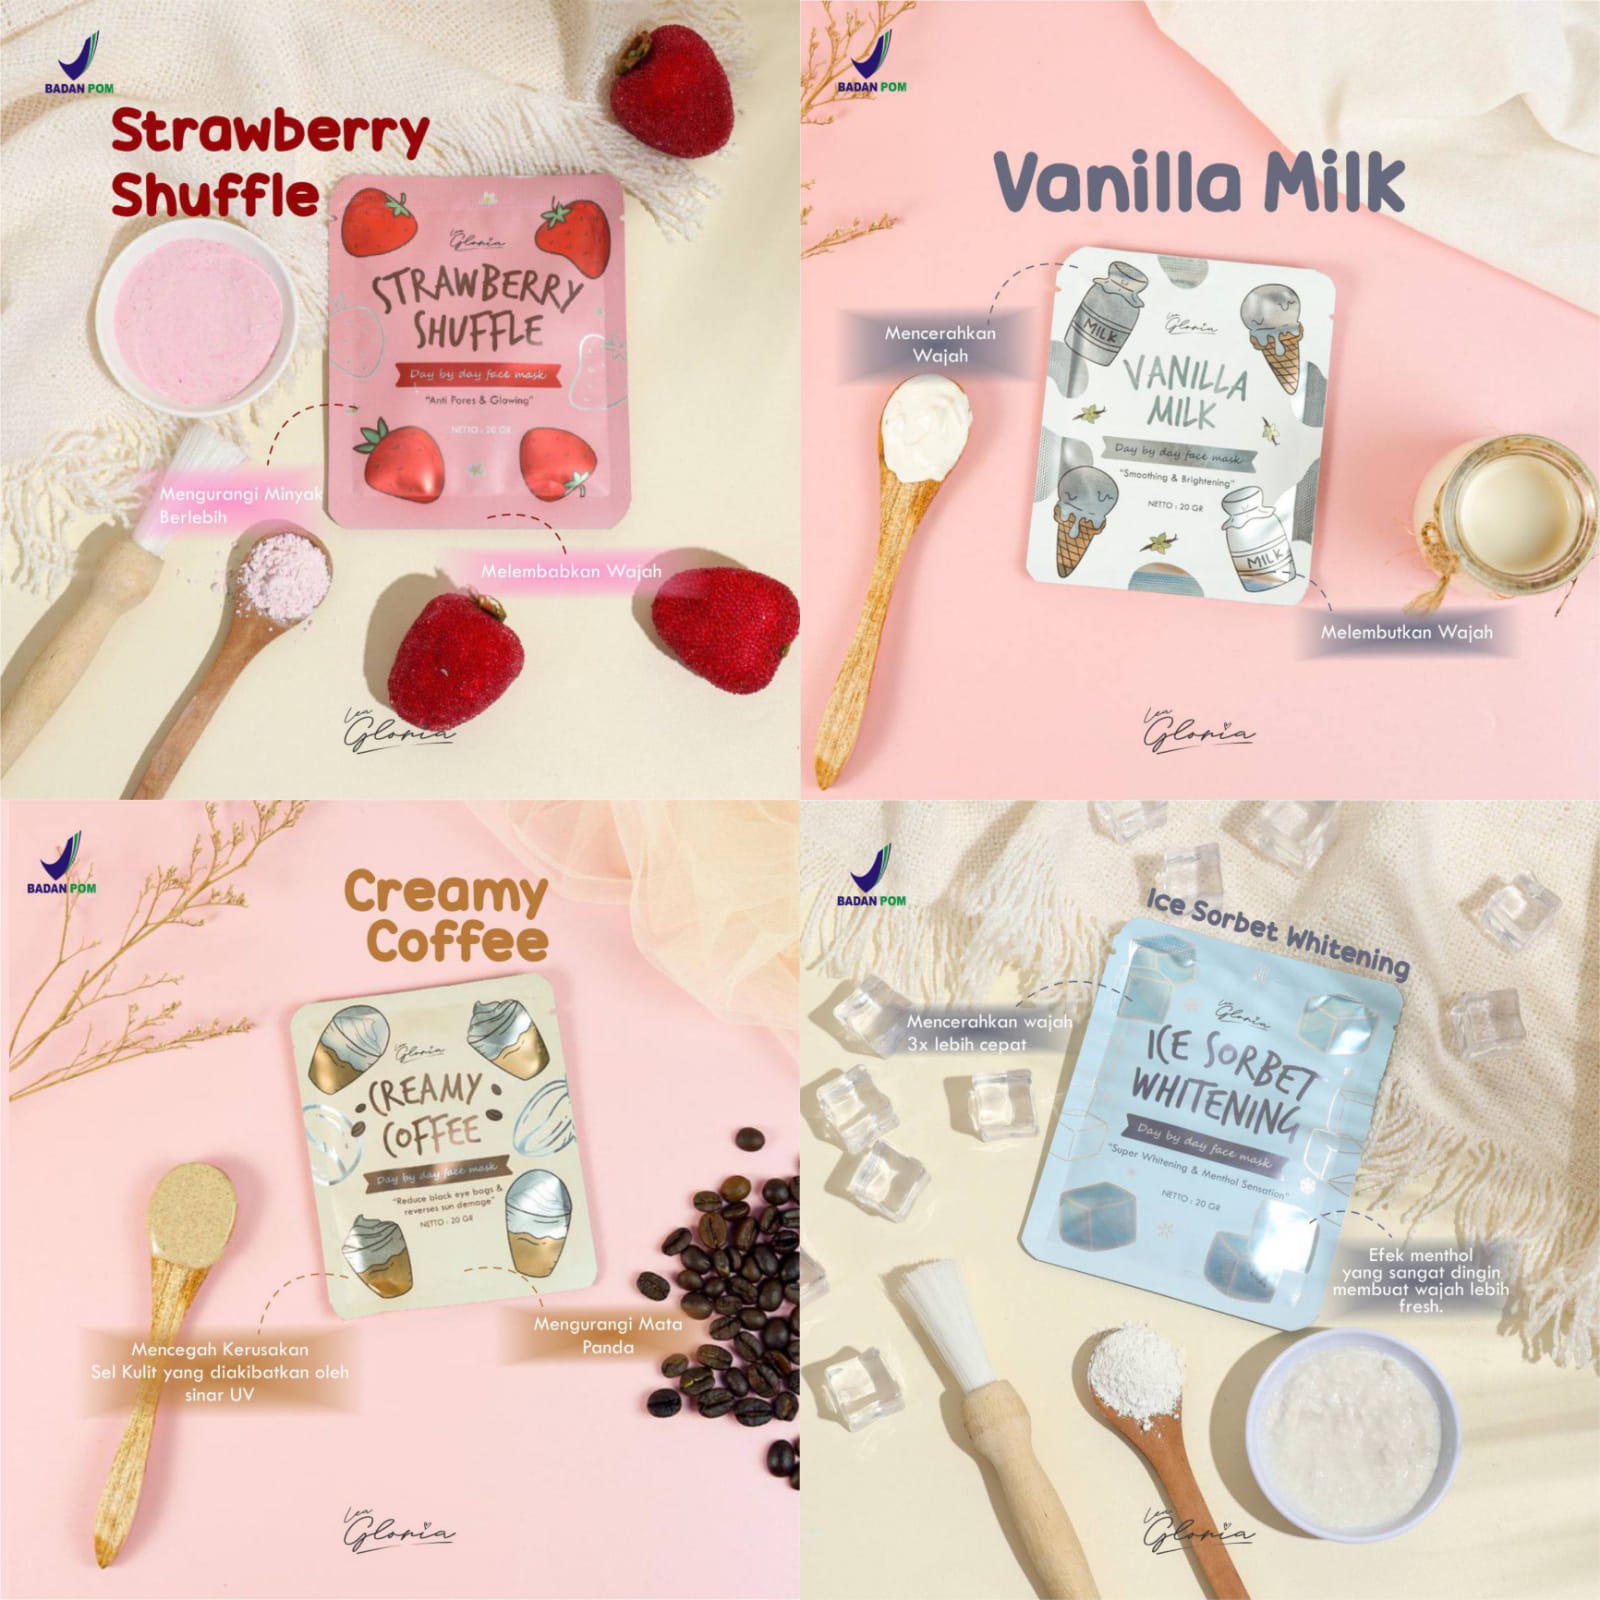 BADAN POM
Strawberry
Shuffle
Lea
Gloria
STRAWBERRY
SHUFFLE
Day by day face mask
"Anti Pores & Glowing"
NETTO : 20 GR
Mengurangi Minyak
Berlebih
Melembabkan Wajah
Lea
Gloria
BADAN POM
Vanilla Milk
Mencerahkan
Wajah
MILK
Lea
Gloria
VANILLA
MILK
Day by day face mask
"Smoothing & Brightening"
NETTO : 20 GR
MILK
Melembutkan Wajah
Lea
Gloria
BADAN POM
Creamy
Coffee
Lea
Gloria
CREAMY
COFFEE
Day by day face mask
"Reduce black eye bags &
reverses sun demage"
NETTO : 20 GR
Mencegah Kerusakan
Sel Kulit yang diakibatkan oleh
sinar UV
Mengurangi Mata
Panda
Lea
Gloria
BADAN POM
Ice Sorbet Whitening
Mencerahkan wajah
3x lebih cepat
Lea
Gloria
ICE SORBET
WHITENING
Day by day face mask
"Super Whitening & Menthol Sensation"
NETTO : 20 GR
Efek menthol
yang sangat dingin
membuat wajah lebih
fresh.
Lea
Gloria